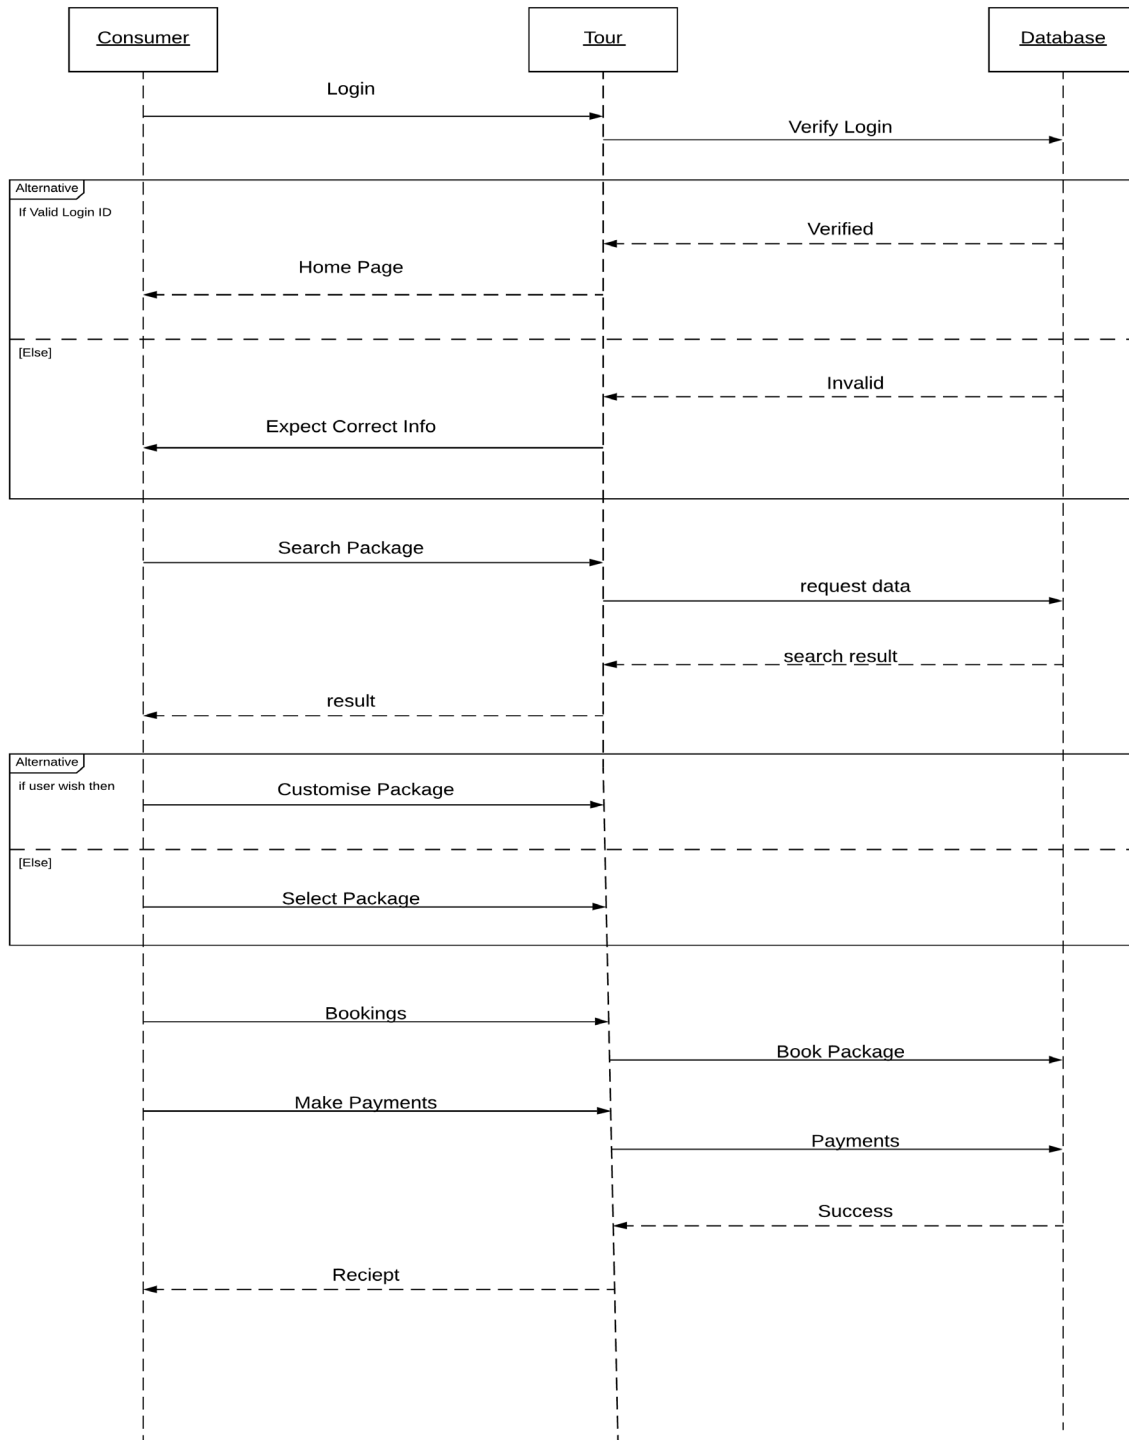 Consumer
Tour
Database
Login
Verify Login
Alternative
If Valid Login ID
Verified
Home Page
[Else]
Invalid
Expect Correct Info
Search Package
request data
search result
result
Alternative
if user wish then
Customise Package
[Else]
Select Package
Bookings
Book Package
Make Payments
Payments
Success
Reciept